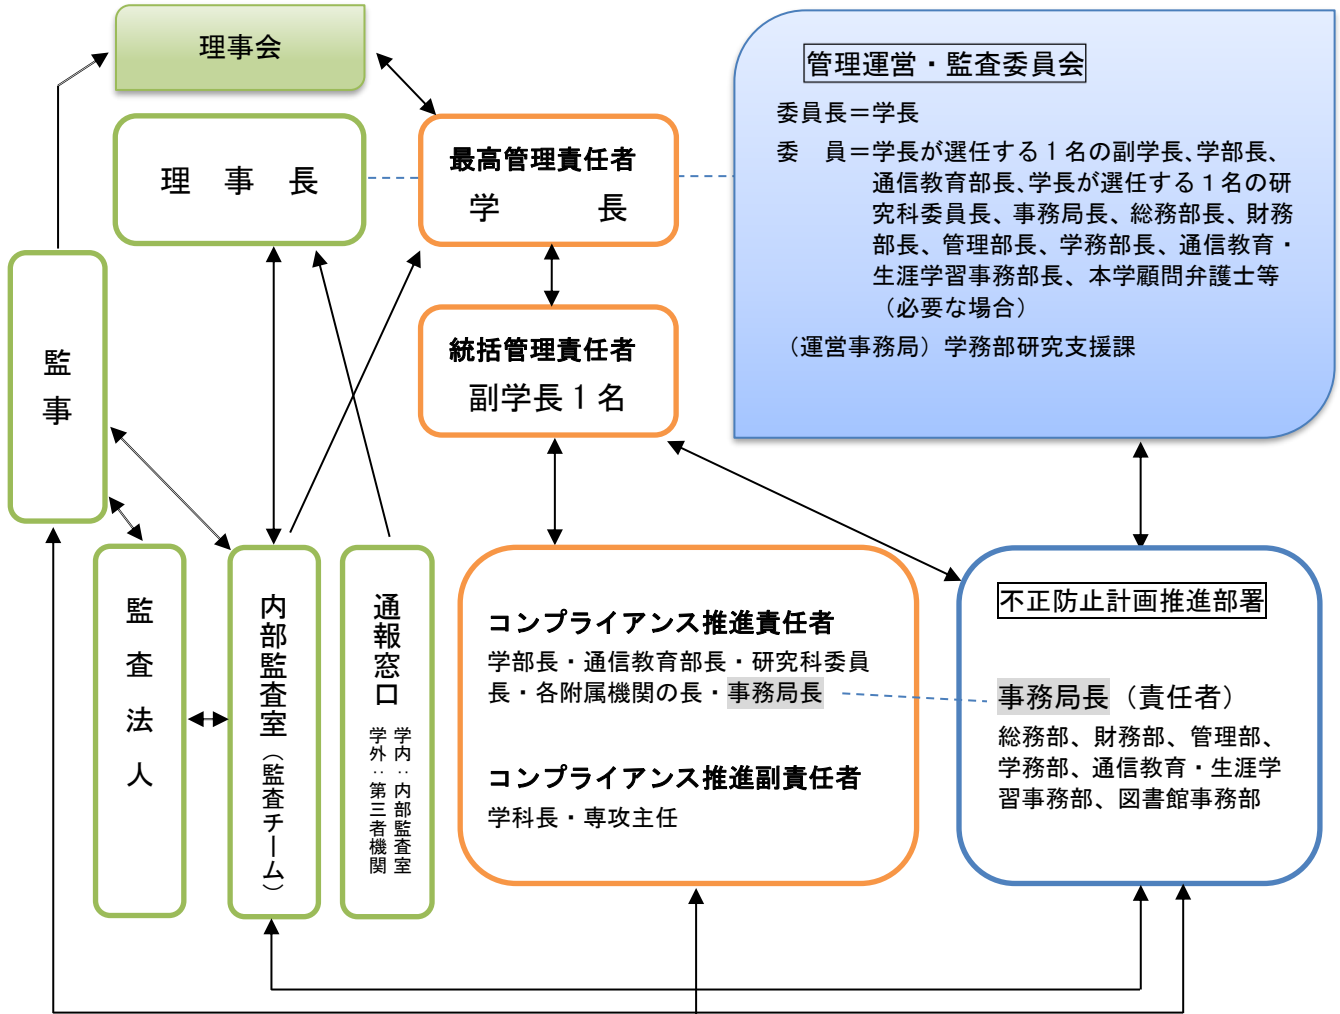 理事会
理　事　長
最高管理責任者
学　　　長
管理運営・監査委員会
委員長＝学長
委　員＝学長が選任する１名の副学長、学部長、
通信教育部長、学長が選任する１名の研
究科委員長、事務局長、総務部長、財務
部長、管理部長、学務部長、通信教育・
生涯学習事務部長、本学顧問弁護士等
（必要な場合）
（運営事務局）学務部研究支援課
統括管理責任者
副学長１名
監事
監査法人
内部監査室（監査チーム）
通報窓口
学内：内部監査室
学外：第三者機関
コンプライアンス推進責任者
学部長・通信教育部長・研究科委員
長・各附属機関の長・事務局長
コンプライアンス推進副責任者
学科長・専攻主任
不正防止計画推進部署
事務局長（責任者）
総務部、財務部、管理部、
学務部、通信教育・生涯学
習事務部、図書館事務部